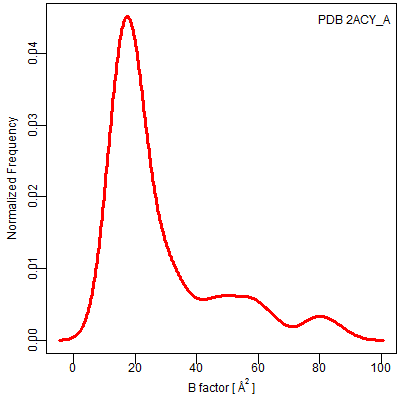 PDB 2ACY_A
Normalized Frequency
0.00 0.01 0.02 0.03 0.04
0 20 40 60 80 100
B factor [ Å² ]